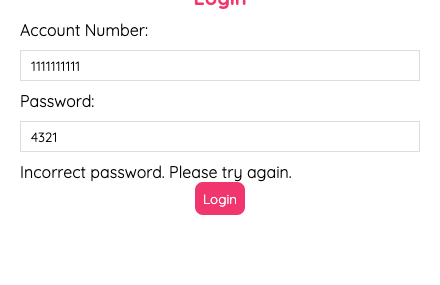 Login
Account Number:
1111111111
Password:
4321
Incorrect password. Please try again.
Login